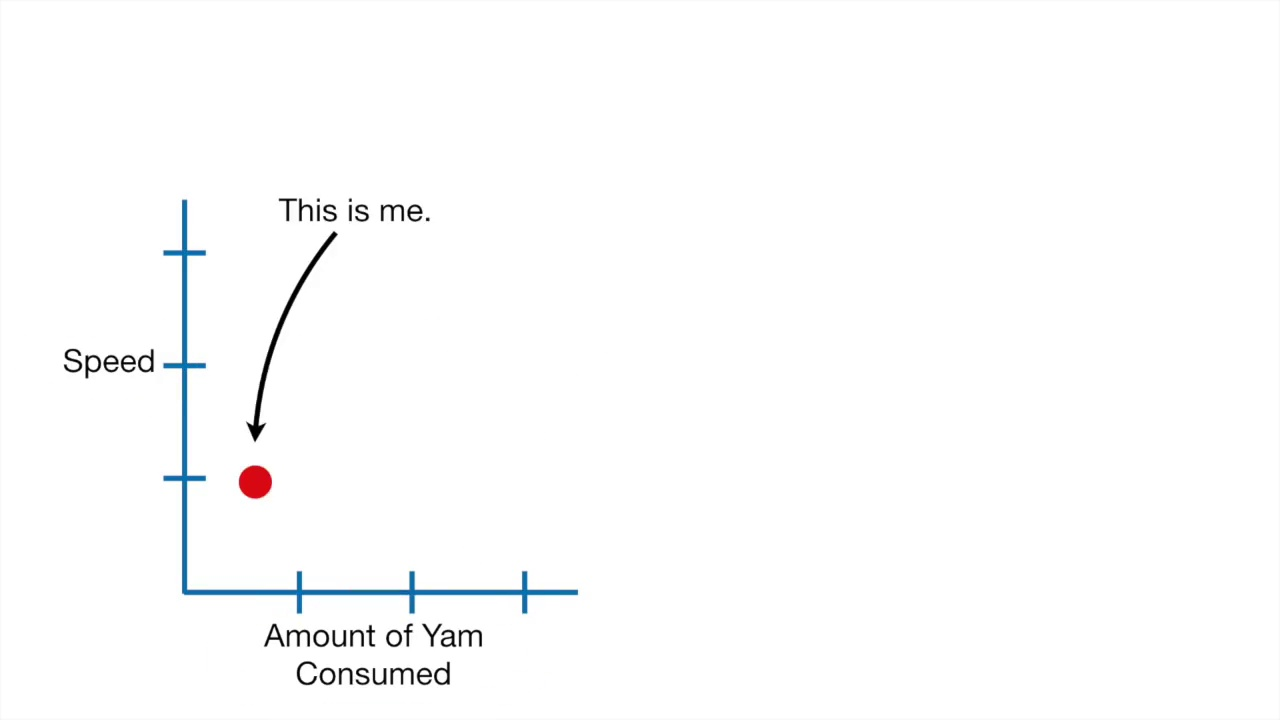 This is me.
Speed
Amount of Yam
Consumed